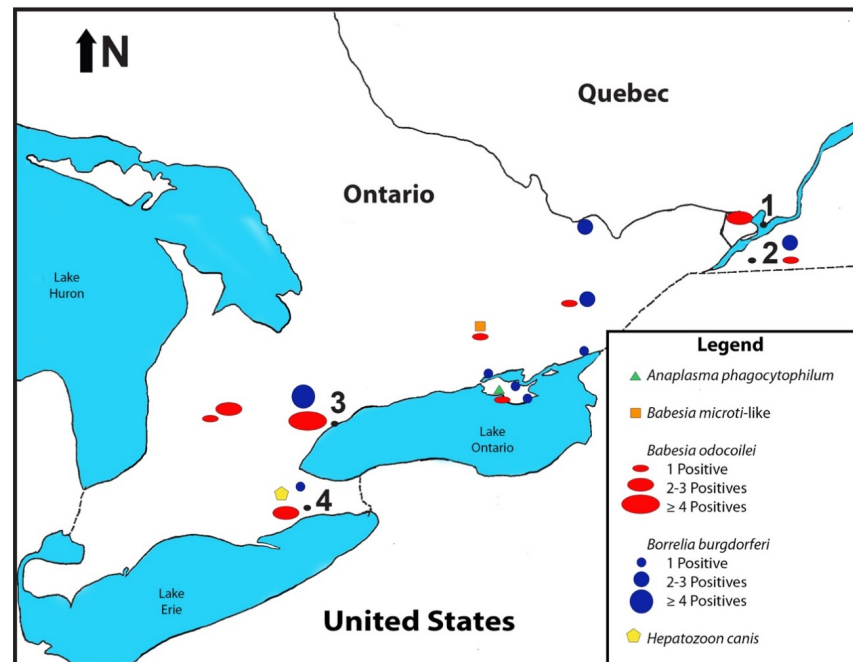 N
Quebec
Ontario
1
2
Lake
Huron
3
Lake
Ontario
4
Lake
Erie
United States
Legend
Anaplasma phagocytophilum
Babesia microti-like
Babesia odocoilei
1 Positive
2-3 Positives
≥ 4 Positives
Borrelia burgdorferi
1 Positive
2-3 Positives
≥ 4 Positives
Hepatozoon canis